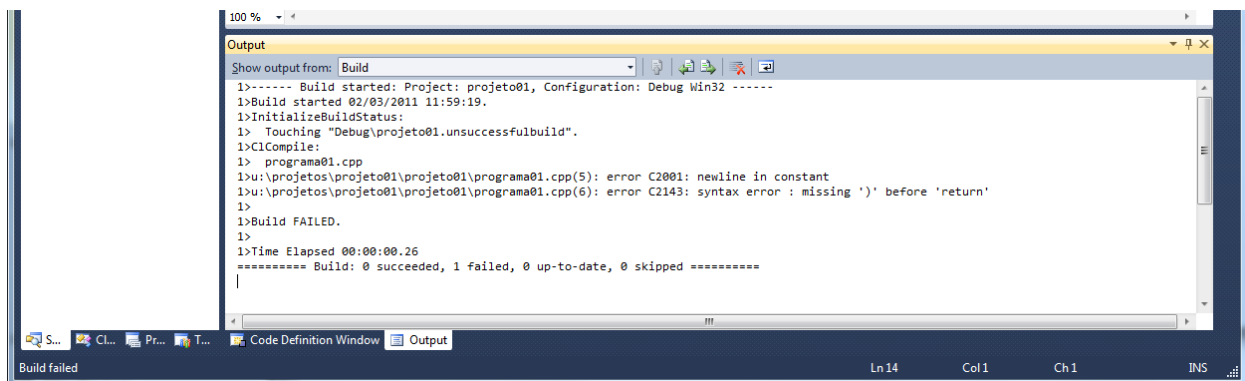 100 %
Output
Show output from: Build
1>------ Build started: Project: projeto01, Configuration: Debug Win32 ------
1>Build started 02/03/2011 11:59:19.
1>InitializeBuildStatus:
1>  Touching "Debug\projeto01.unsuccessfulbuild".
1>ClCompile:
1>  programa01.cpp
1>u:\projetos\projeto01\projeto01\programa01.cpp(5): error C2001: newline in constant
1>u:\projetos\projeto01\projeto01\programa01.cpp(6): error C2143: syntax error : missing ')' before 'return'
1>
1>Build FAILED.
1>
1>Time Elapsed 00:00:00.26
========== Build: 0 succeeded, 1 failed, 0 up-to-date, 0 skipped ==========
S... Cl... Pr... T... Code Definition Window Output
Build failed Ln 14 Col 1 Ch 1 INS